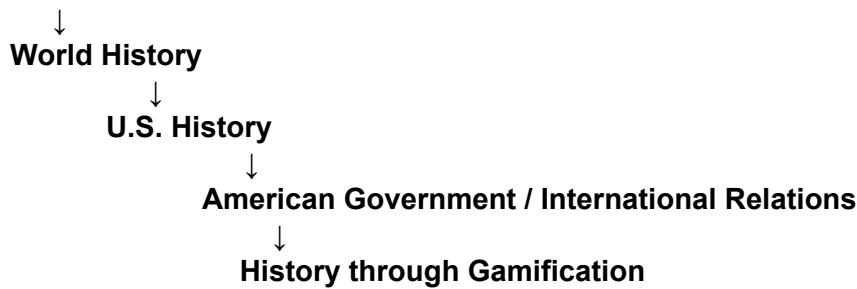 ↓
World History
↓
U.S. History
↓
American Government / International Relations
↓
History through Gamification